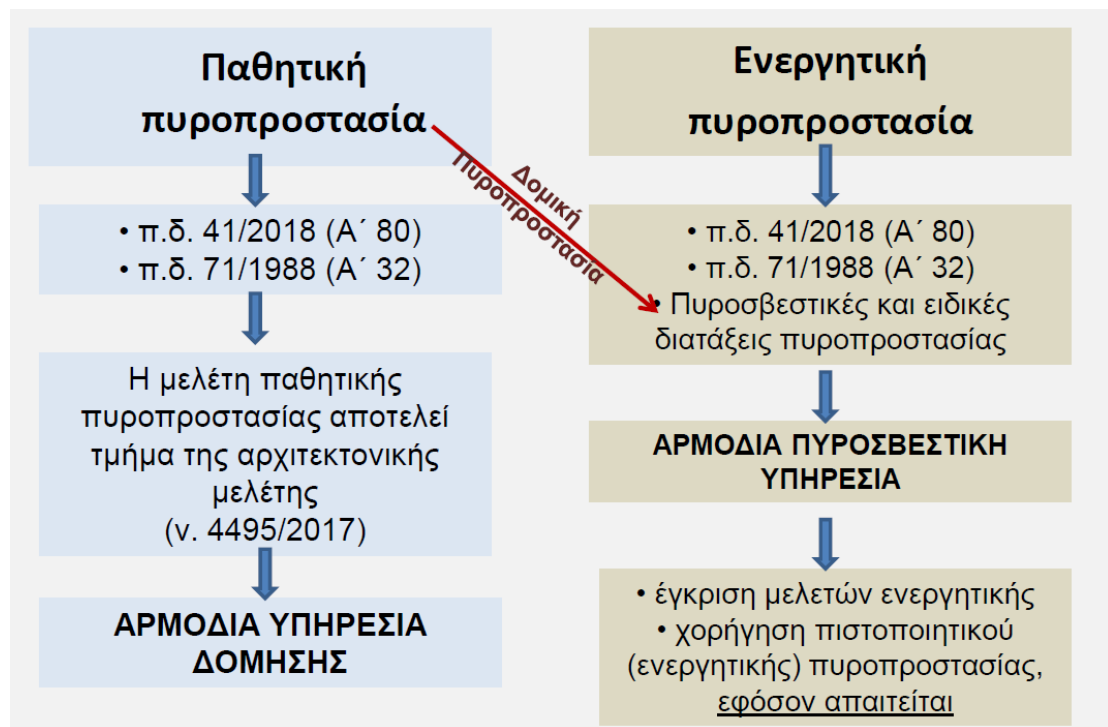 Παθητική
πυροπροστασία
• π.δ. 41/2018 (Α΄ 80)
• π.δ. 71/1988 (Α΄ 32)
Η μελέτη παθητικής
πυροπροστασίας αποτελεί
τμήμα της αρχιτεκτονικής
μελέτης
(ν. 4495/2017)
ΑΡΜΟΔΙΑ ΥΠΗΡΕΣΙΑ
ΔΟΜΗΣΗΣ
Δομική
Πυροπροστασία
Ενεργητική
πυροπροστασία
• π.δ. 41/2018 (Α΄ 80)
• π.δ. 71/1988 (Α΄ 32)
• Πυροσβεστικές και ειδικές
διατάξεις πυροπροστασίας
ΑΡΜΟΔΙΑ ΠΥΡΟΣΒΕΣΤΙΚΗ
ΥΠΗΡΕΣΙΑ
• έγκριση μελετών ενεργητικής
• χορήγηση πιστοποιητικού
(ενεργητικής) πυροπροστασίας,
εφόσον απαιτείται